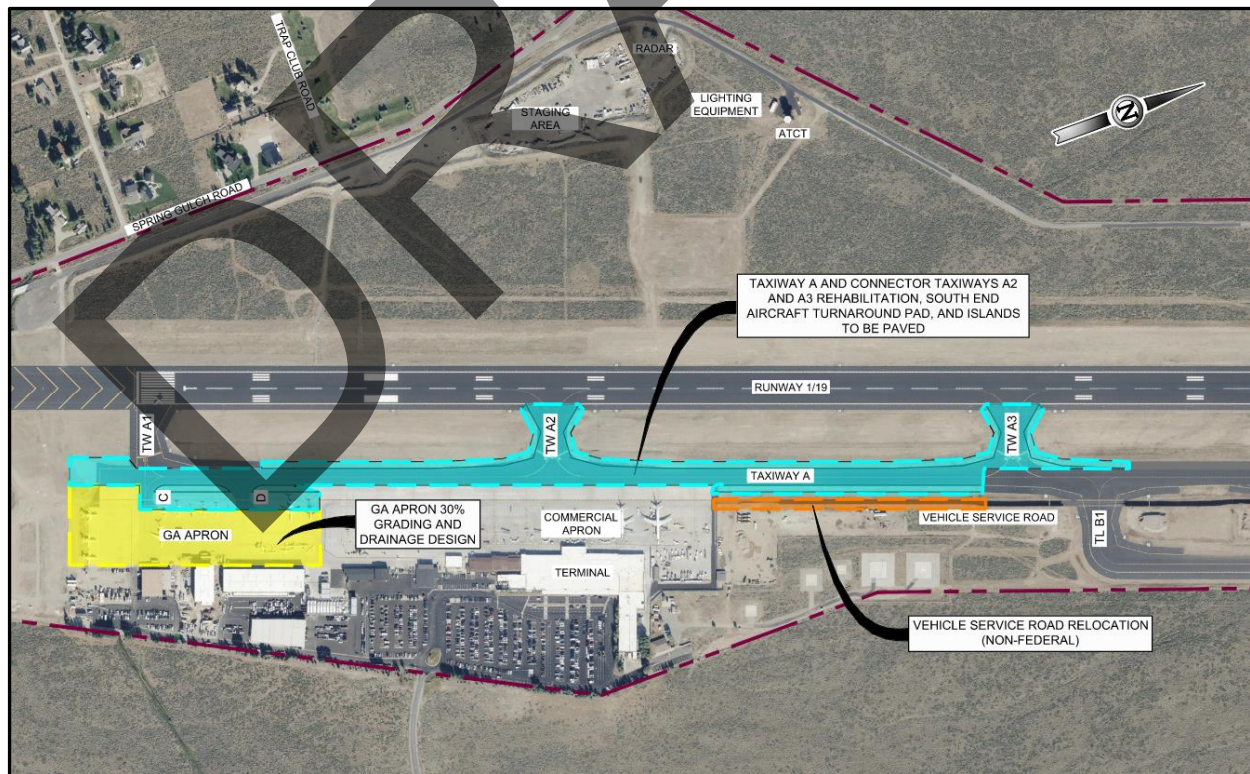 TRAP CLUB ROAD
RADAR
LIGHTING
EQUIPMENT
ATCT
N
STAGING
AREA
SPRING GULCH ROAD
TAXIWAY A AND CONNECTOR TAXIWAYS A2
AND A3 REHABILITATION, SOUTH END
AIRCRAFT TURNAROUND PAD, AND ISLANDS
TO BE PAVED
RUNWAY 1/19
TW A1
TW A2
TW A3
TAXIWAY A
C
D
GA APRON
GA APRON 30%
GRADING AND
DRAINAGE DESIGN
COMMERCIAL
APRON
VEHICLE SERVICE ROAD
TL B1
TERMINAL
VEHICLE SERVICE ROAD RELOCATION
(NON-FEDERAL)